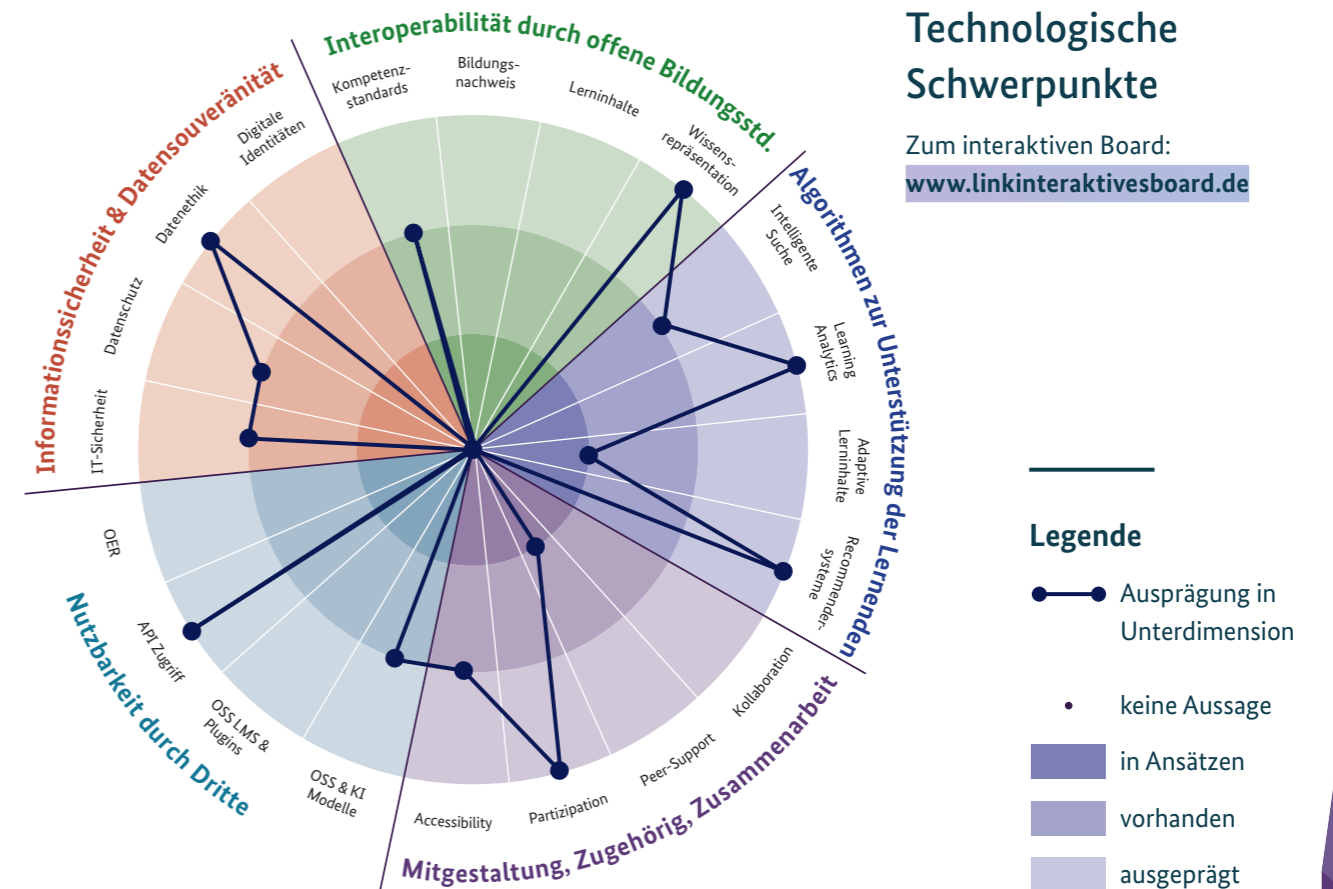 Technologische
Schwerpunkte
Zum interaktiven Board:
www.linkinteraktivesboard.de
Interoperabilität durch offene Bildungsstd.
Kompetenz-
standards
Bildungs-
nachweis
Lerninhalte
Wissens-
repräsentation
Algorithmen zur Unterstützung der Lernenden
Intelligente
Suche
Learning
Analytics
Adaptive
Lerninhalte
Recommender-
systeme
Mitgestaltung, Zugehörig, Zusammenarbeit
Kollaboration
Peer-Support
Partizipation
Accessibility
Nutzbarkeit durch Dritte
OSS & KI
Modelle
OSS LMS &
Plugins
API Zugriff
OER
Informationssicherheit & Datensouveränität
IT-Sicherheit
Datenschutz
Datenethik
Digitale
Identitäten
Legende
Ausprägung in
Unterdimension
keine Aussage
in Ansätzen
vorhanden
ausgeprägt